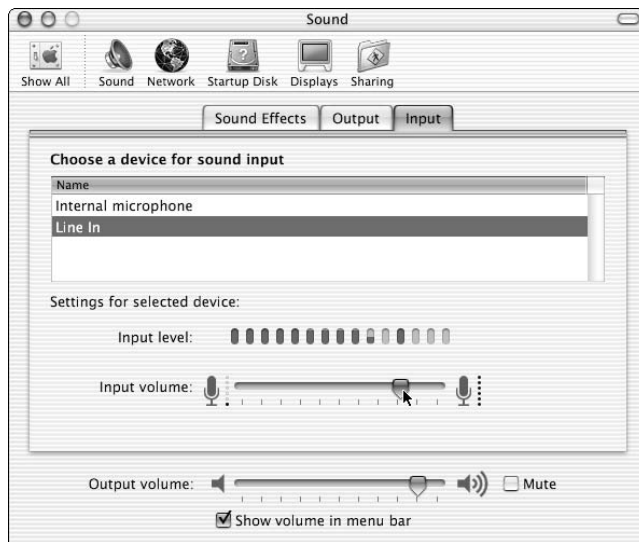 Sound
Show All Sound Network Startup Disk Displays Sharing
Sound Effects Output Input
Choose a device for sound input
Name
Internal microphone
Line In
Settings for selected device:
Input level:
Input volume:
Output volume: Mute
Show volume in menu bar